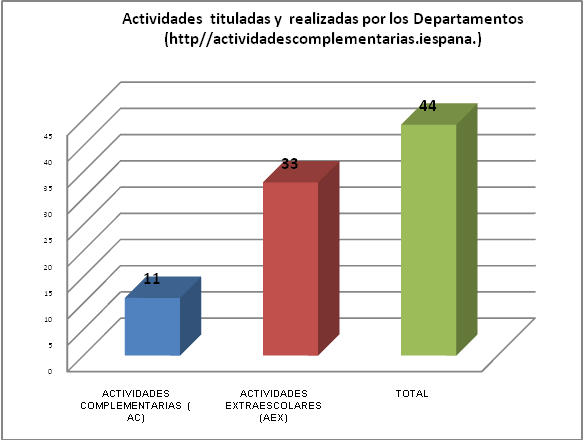 Actividades tituladas y realizadas por los Departamentos
(http//actividadescomplementarias.iespana.)
45
40
35
30
25
20
15
10
5
0
11
33
44
ACTIVIDADES
COMPLEMENTARIAS (
AC)
ACTIVIDADES
EXTRAESCOLARES
(AEX)
TOTAL